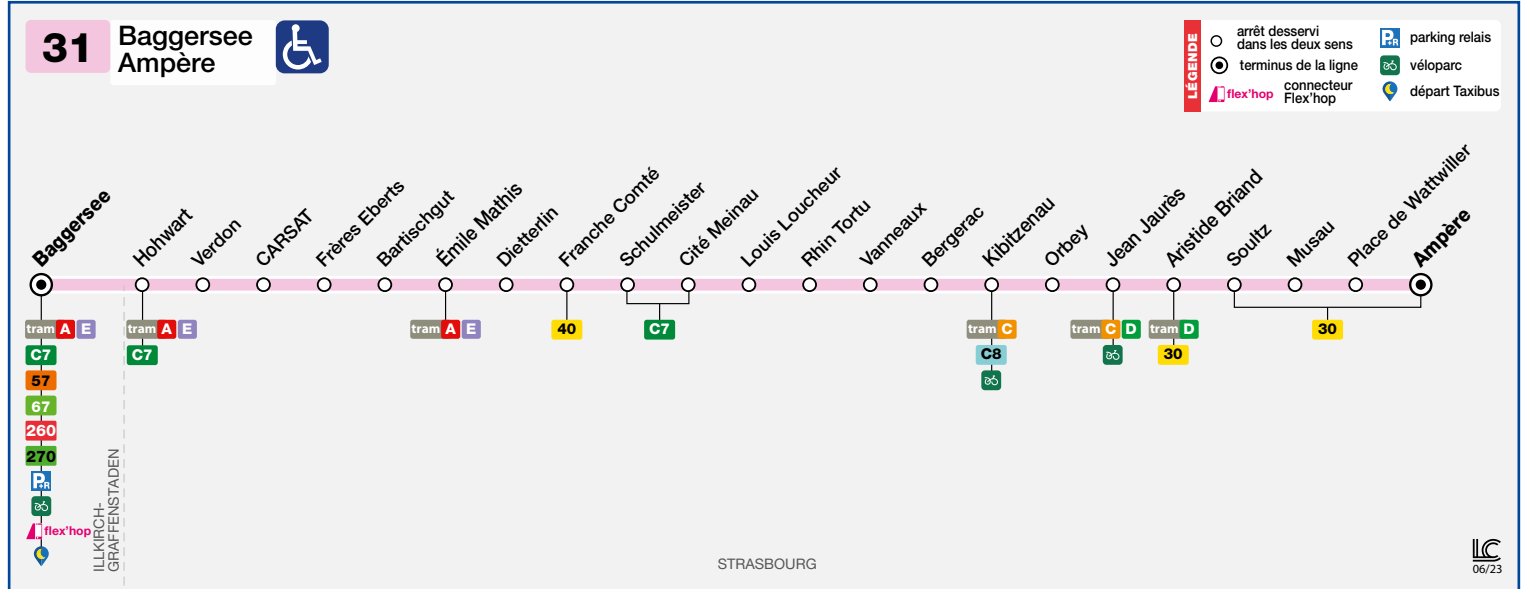 31
Baggersee
Ampère
LÉGENDE
arrêt desservi
dans les deux sens
terminus de la ligne
flex'hop
connecteur
Flex'hop
P+R
parking relais
véloparc
départ Taxibus
Baggersee
Hohwart
Verdon
CARSAT
Frères Eberts
Bartischgut
Émile Mathis
Dietterlin
Franche Comté
Schulmeister
Cité Meinau
Louis Loucheur
Rhin Tortu
Vanneaux
Bergerac
Kibitzenau
Orbey
Jean Jaurès
Aristide Briand
Soultz
Musau
Place de Wattwiller
Ampère
tram A E
C7
57
67
260
270
P+R
flex'hop
tram A E
C7
tram A E
40
C7
tram C
C8
tram C D
tram D
30
30
ILLKIRCH-
GRAFFENSTADEN
STRASBOURG
LC
06/23